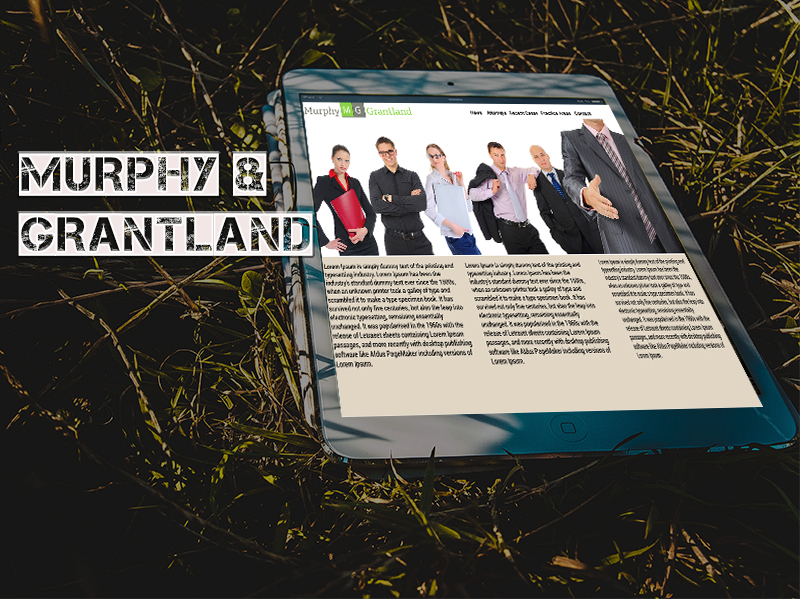 MURPHY &
GRANTLAND
Murphy M G Grantland
News Attorneys Recent Cases Practice Areas Contact
Lorem Ipsum is simply dummy text of the printing and
typesetting industry. Lorem Ipsum has been the
industry's standard dummy text ever since the 1500s,
when an unknown printer took a galley of type and
scrambled it to make a type specimen book. It has
survived not only five centuries, but also the leap into
electronic typesetting, remaining essentially
unchanged. It was popularised in the 1960s with the
release of Letraset sheets containing Lorem Ipsum
passages, and more recently with desktop publishing
software like Aldus PageMaker including versions of
Lorem Ipsum.
Lorem Ipsum is simply dummy text of the printing and
typesetting industry. Lorem Ipsum has been the
industry's standard dummy text ever since the 1500s,
when an unknown printer took a galley of type and
scrambled it to make a type specimen book. It has
survived not only five centuries, but also the leap into
electronic typesetting, remaining essentially
unchanged. It was popularised in the 1960s with the
release of Letraset sheets containing Lorem Ipsum
passages, and more recently with desktop publishing
software like Aldus PageMaker including versions of
Lorem Ipsum.
Lorem Ipsum is simply dummy text of the printing and
typesetting industry. Lorem Ipsum has been the
industry's standard dummy text ever since the 1500s,
when an unknown printer took a galley of type and
scrambled it to make a type specimen book. It has
survived not only five centuries, but also the leap into
electronic typesetting, remaining essentially
unchanged. It was popularised in the 1960s with the
release of Letraset sheets containing Lorem Ipsum
passages, and more recently with desktop publishing
software like Aldus PageMaker including versions of
Lorem Ipsum.